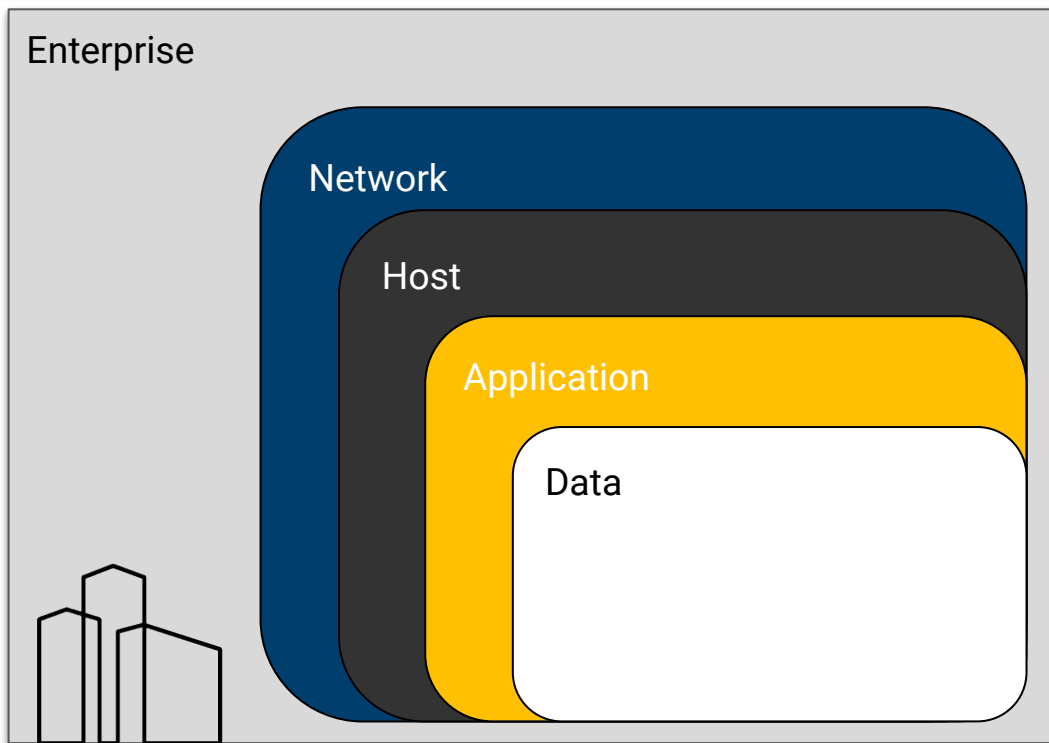 Enterprise
Network
Host
Application
Data